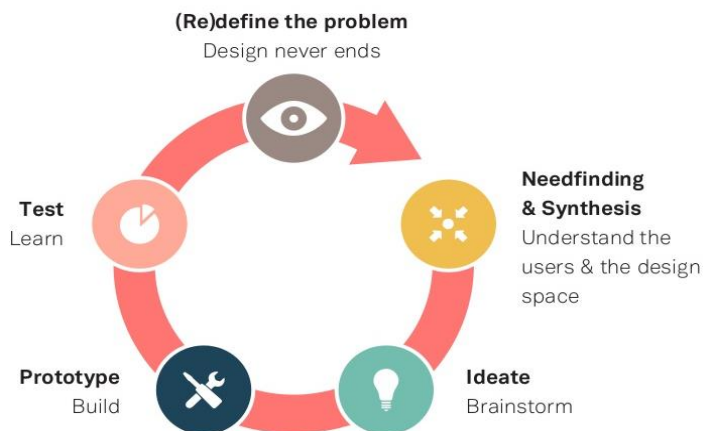 (Re)define the problem
Design never ends
Needfinding
& Synthesis
Understand the
users & the design
space
Ideate
Brainstorm
Prototype
Build
Test
Learn